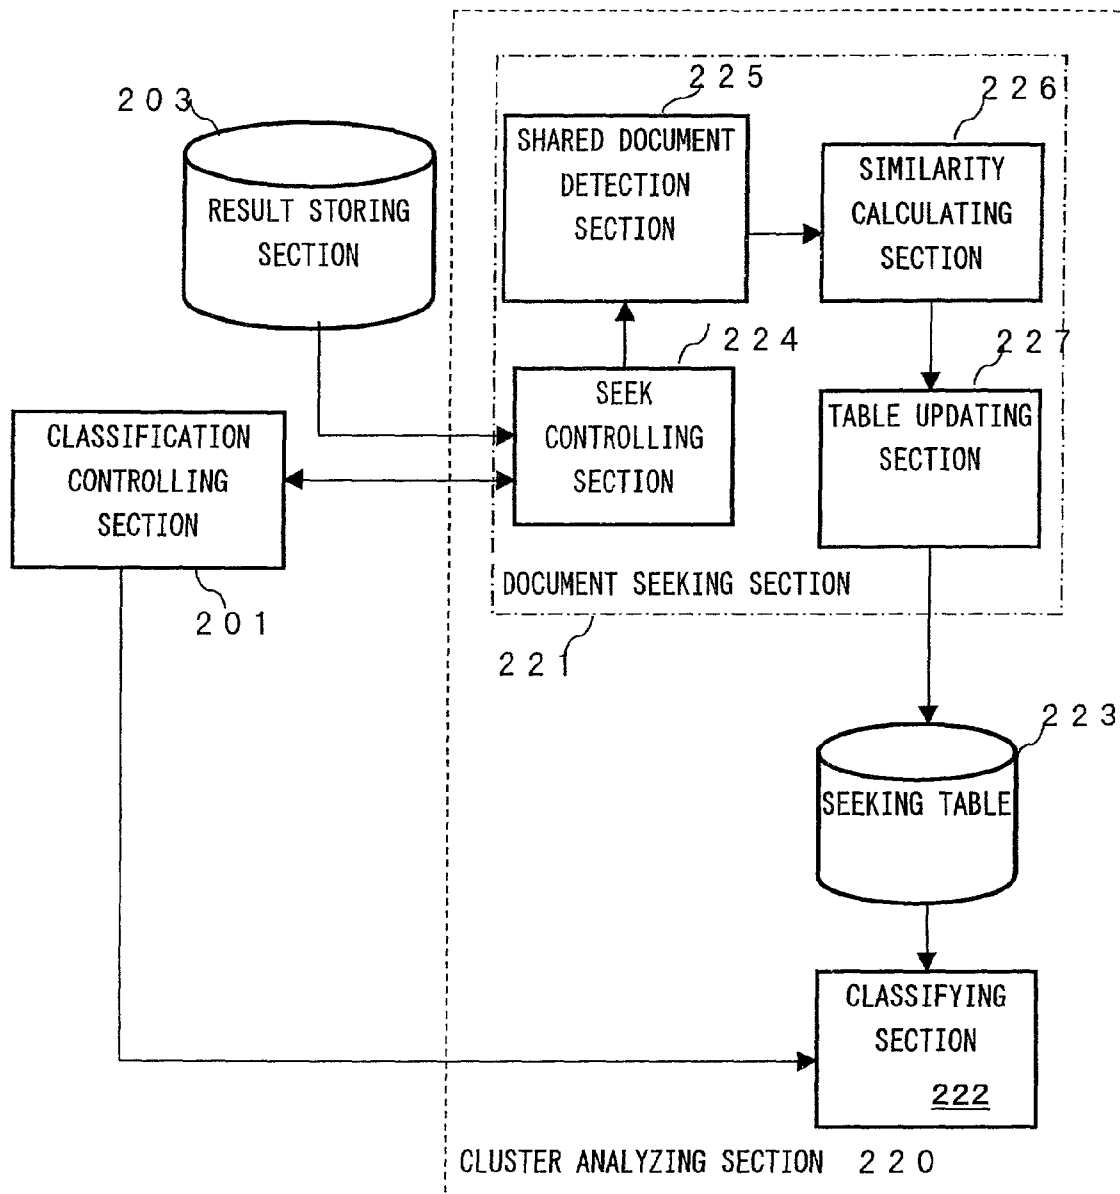 203
RESULT STORING
SECTION
225
SHARED DOCUMENT
DETECTION
SECTION
226
SIMILARITY
CALCULATING
SECTION
224
SEEK
CONTROLLING
SECTION
227
TABLE UPDATING
SECTION
CLASSIFICATION
CONTROLLING
SECTION
201
DOCUMENT SEEKING SECTION
221
223
SEEKING TABLE
CLASSIFYING
SECTION
222
CLUSTER ANALYZING SECTION 220